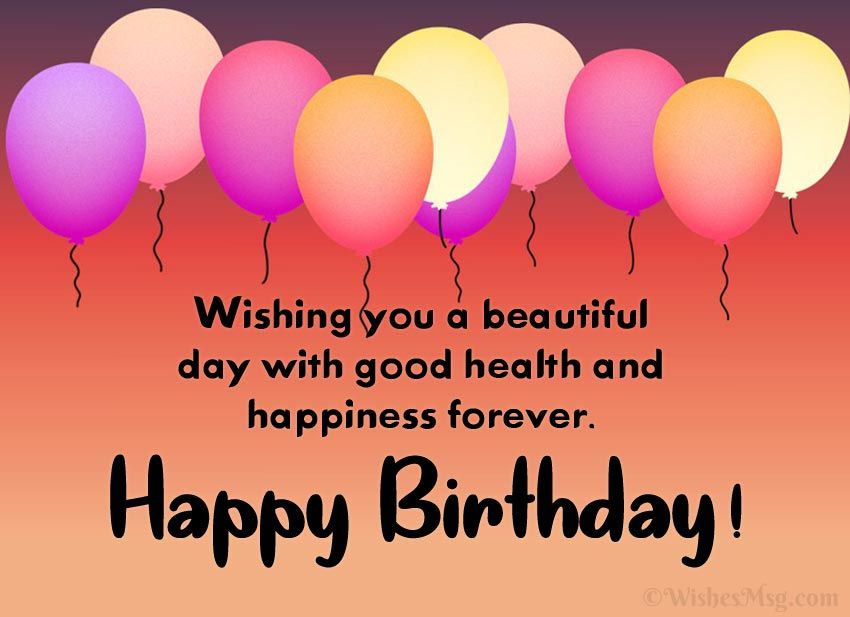 Wishing you a beautiful
day with good health and
happiness forever.
Happy Birthday!
©WishesMsg.com